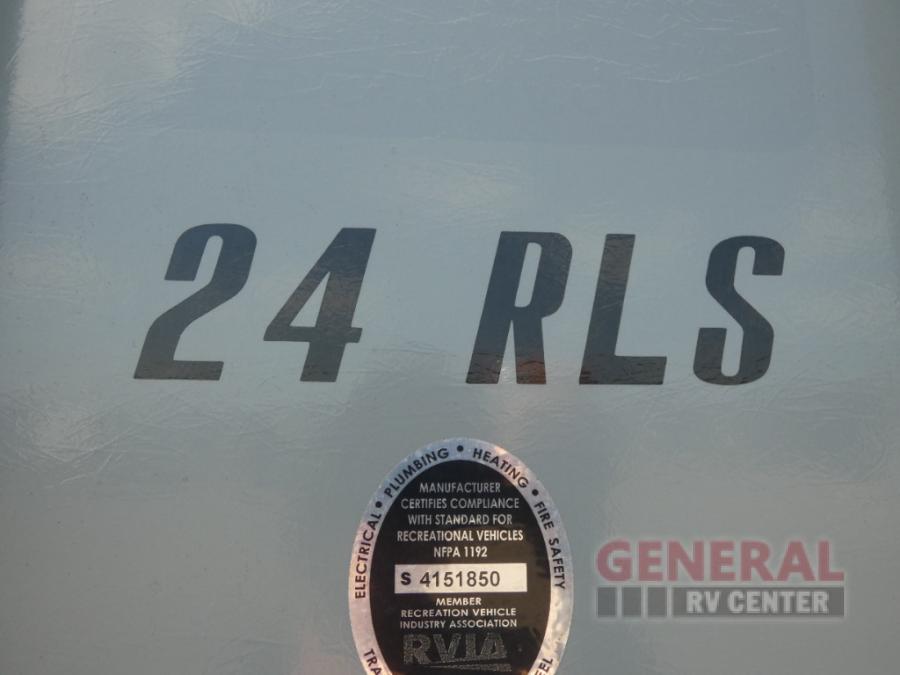 24 RLS
ELECTRICAL • PLUMBING • HEATING • FIRE SAFETY
MANUFACTURER
CERTIFIES COMPLIANCE
WITH STANDARD FOR
RECREATIONAL VEHICLES
NFPA 1192
S 4151850
MEMBER
RECREATION VEHICLE
INDUSTRY ASSOCIATION
RVIA
GENERAL
RV CENTER